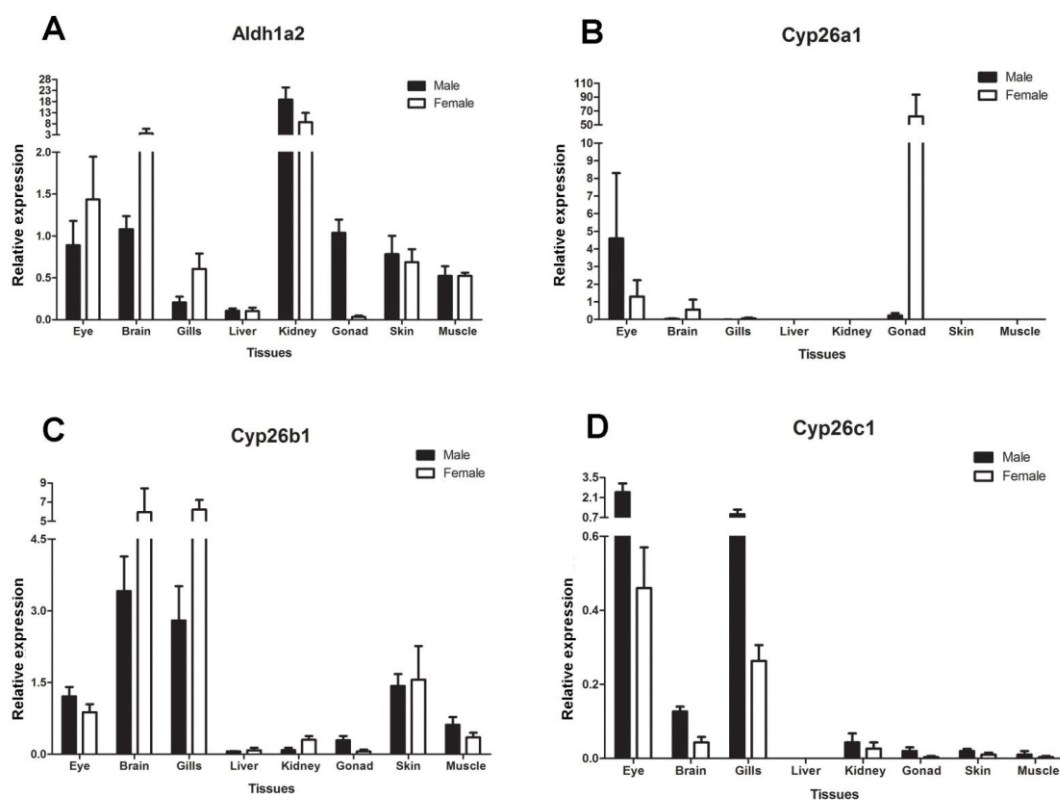 A
Aldh1a2
Male
Female
28
23
18
13
8
3
2.0
1.5
1.0
0.5
0.0
Relative expression
Eye Brain Gills Liver Kidney Gonad Skin Muscle
Tissues
B
Cyp26a1
Male
Female
110
90
70
50
10
9
8
7
6
5
4
3
2
1
0
Relative expression
Eye Brain Gills Liver Kidney Gonad Skin Muscle
Tissues
C
Cyp26b1
Male
Female
9
7
5
4.5
3.0
1.5
0.0
Relative expression
Eye Brain Gills Liver Kidney Gonad Skin Muscle
Tissues
D
Cyp26c1
Male
Female
3.5
2.1
0.7
0.6
0.4
0.2
0.0
Relative expression
Eye Brain Gills Liver Kidney Gonad Skin Muscle
Tissues